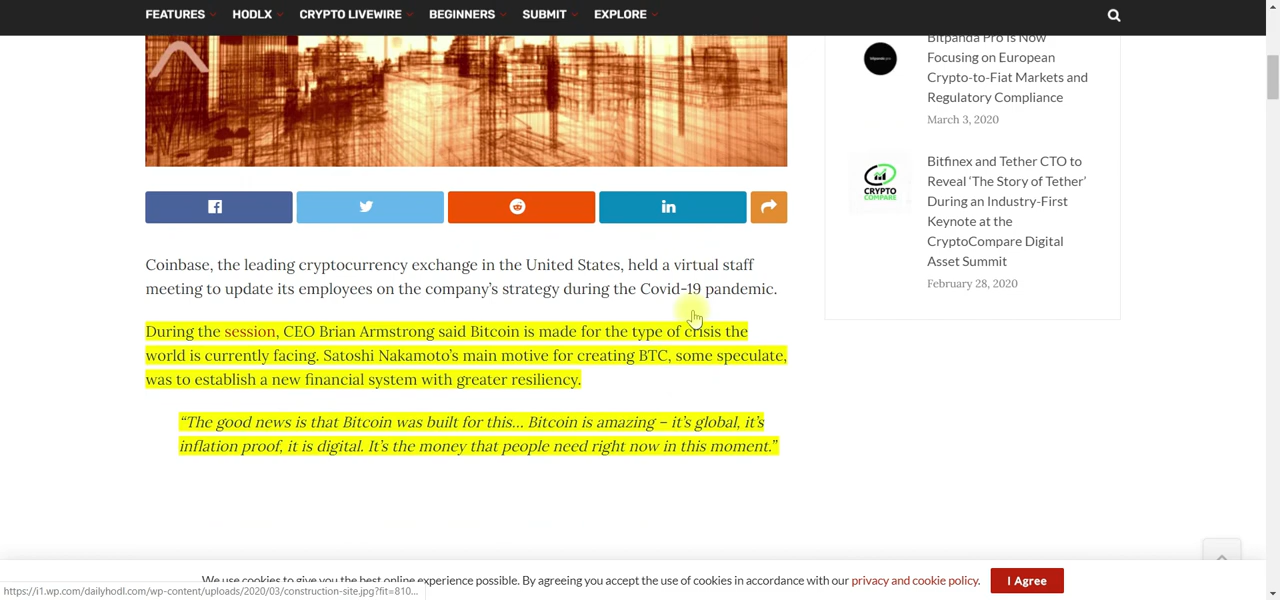 FEATURES HODLX CRYPTO LIVEWIRE BEGINNERS SUBMIT EXPLORE
Bitpanda Pro Is Now
Focusing on European
Crypto-to-Fiat Markets and
Regulatory Compliance
March 3, 2020
CRYPTO
COMPARE
Bitfinex and Tether CTO to
Reveal ‘The Story of Tether’
During an Industry-First
Keynote at the
CryptoCompare Digital
Asset Summit
February 28, 2020
Coinbase, the leading cryptocurrency exchange in the United States, held a virtual staff
meeting to update its employees on the company’s strategy during the Covid-19 pandemic.
During the session, CEO Brian Armstrong said Bitcoin is made for the type of crisis the
world is currently facing. Satoshi Nakamoto’s main motive for creating BTC, some speculate,
was to establish a new financial system with greater resiliency.
“The good news is that Bitcoin was built for this… Bitcoin is amazing – it’s global, it’s
inflation proof, it is digital. It’s the money that people need right now in this moment.”
We use cookies to give you the best online experience possible. By agreeing you accept the use of cookies in accordance with our privacy and cookie policy. I Agree
https://i1.wp.com/dailyhodl.com/wp-content/uploads/2020/03/construction-site.jpg?fit=810...